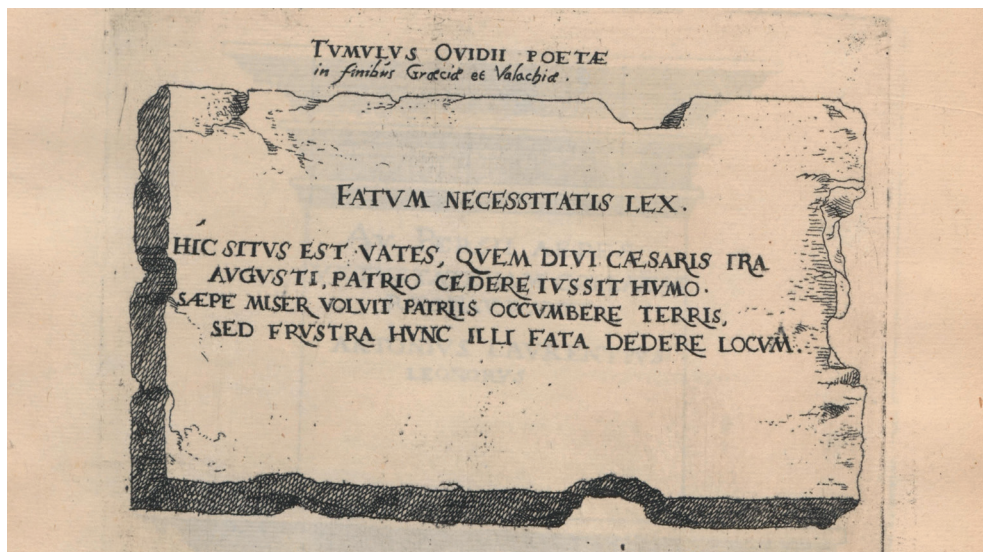 TVMVLVS OVIDII POETÆ
in finibus Græciæ et Valachiæ.
FATVM NECESSITATIS LEX.
HIC SITVS EST VATES, QVEM DIVI CÆSARIS IRA
AVGVSTI, PATRIO CEDERE IVSSIT HVMO.
SÆPE MISER VOLVIT PATRIIS OCCVMBERE TERRIS,
SED FRVSTRA HVNC ILLI FATA DEDERE LOCVM.